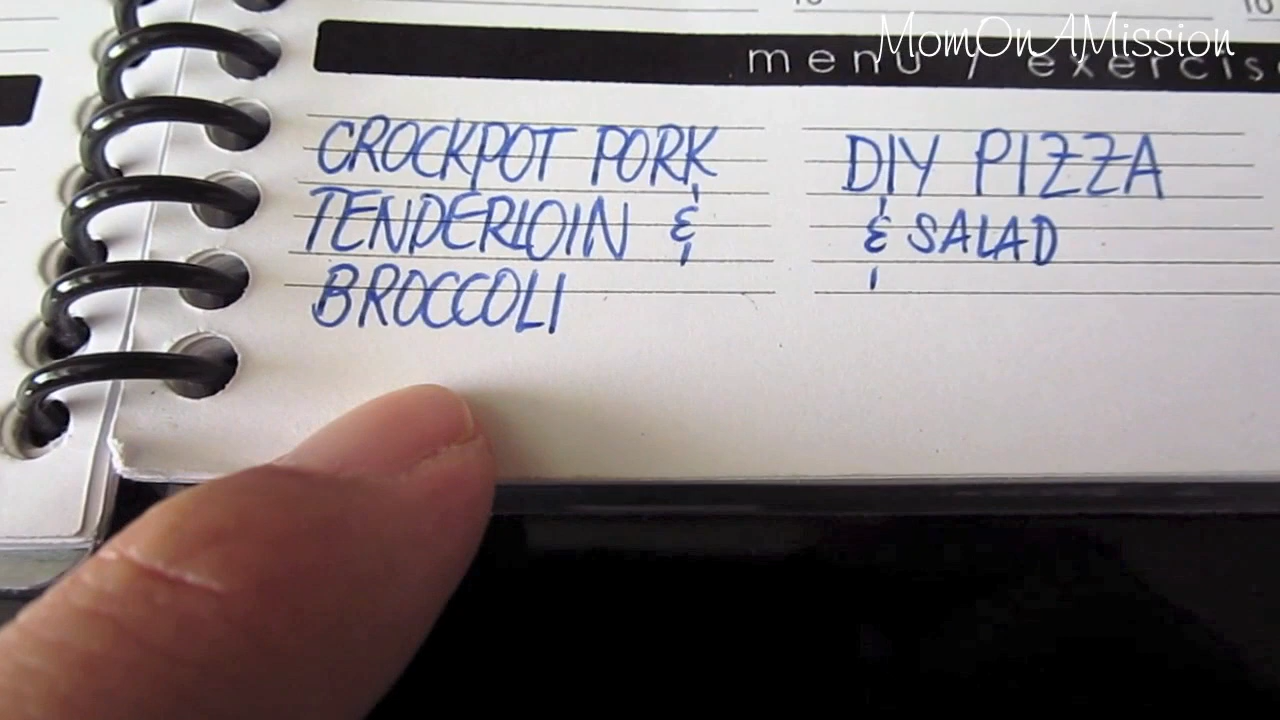 MomOnAMission
menu / exercis
CROCKPOT PORK
TENDERLOIN &
BROCCOLI
DIY PIZZA
& SALAD